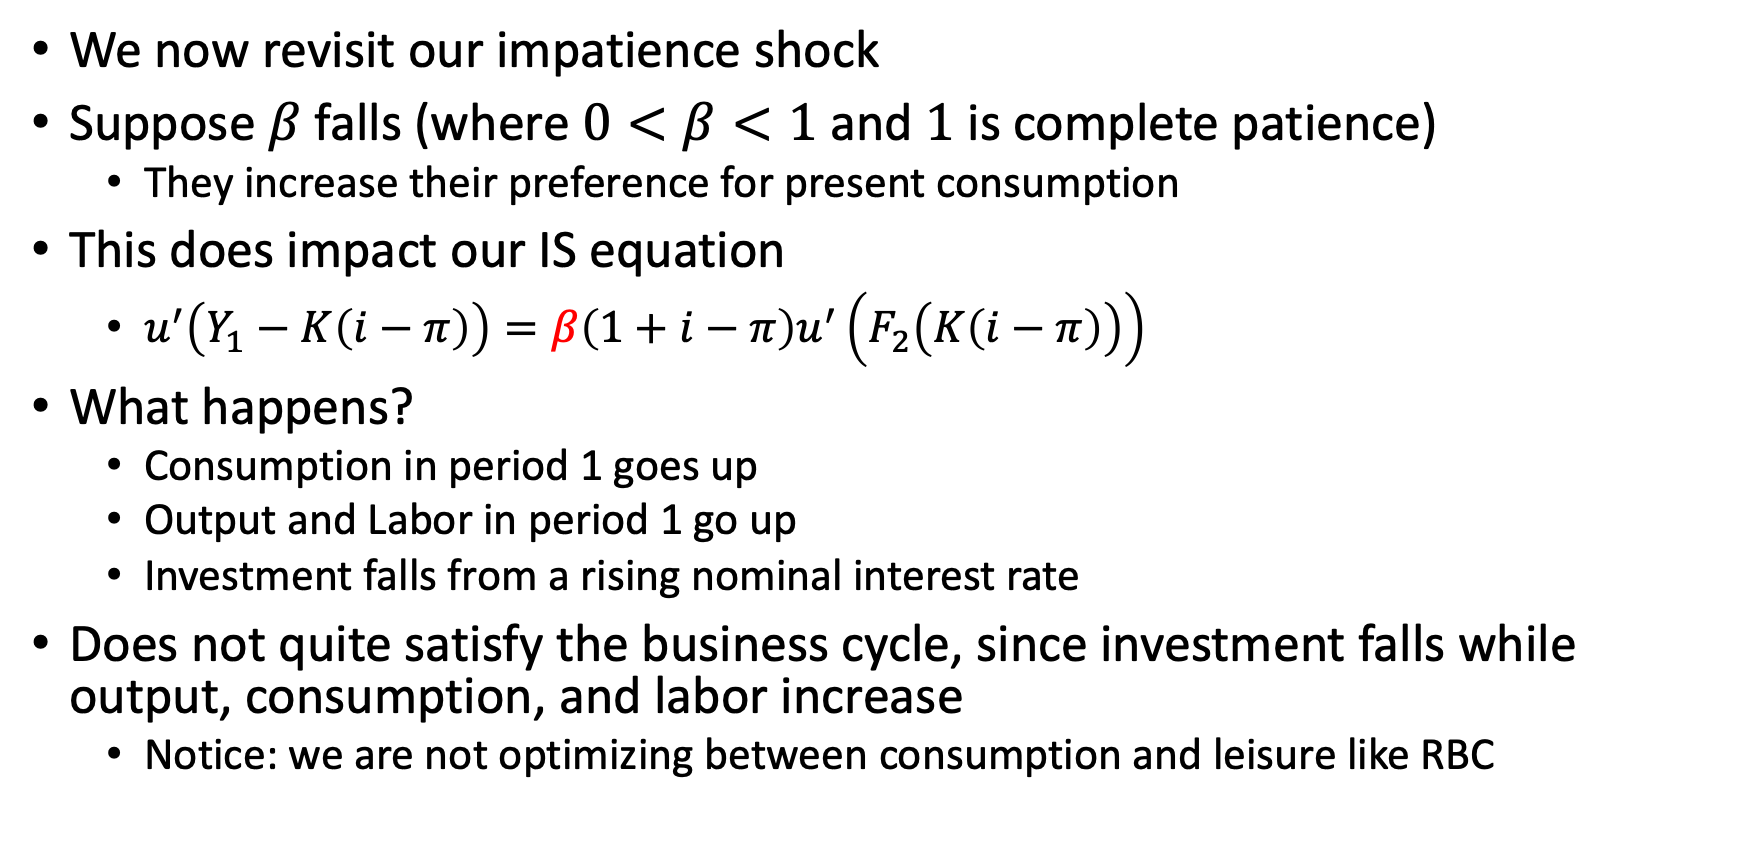 • We now revisit our impatience shock
• Suppose 𝛽 falls (where 0 < 𝛽 < 1 and 1 is complete patience)
• They increase their preference for present consumption
• This does impact our IS equation
• 𝑢′(𝑌₁ − 𝐾(𝑖 − 𝜋)) = 𝛽(1 + 𝑖 − 𝜋)𝑢′(𝐹₂(𝐾(𝑖 − 𝜋)))
• What happens?
• Consumption in period 1 goes up
• Output and Labor in period 1 go up
• Investment falls from a rising nominal interest rate
• Does not quite satisfy the business cycle, since investment falls while
output, consumption, and labor increase
• Notice: we are not optimizing between consumption and leisure like RBC